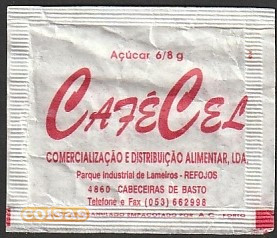 Açúcar 6/8 g
CAFÉCEL
COMERCIALIZAÇÃO E DISTRIBUIÇÃO ALIMENTAR, LDA.
Parque Industrial de Lameiros - REFOJOS
4860 CABECEIRAS DE BASTO
Telefone e Fax (053) 662998
GRANULADO EMPACOTADO POR A.C. PORTO
coisas